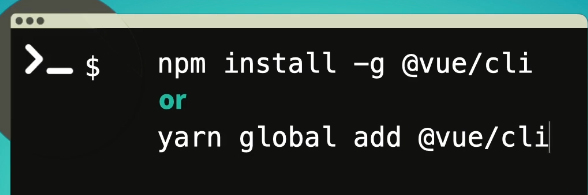 $ npm install -g @vue/cli
or
yarn global add @vue/cli